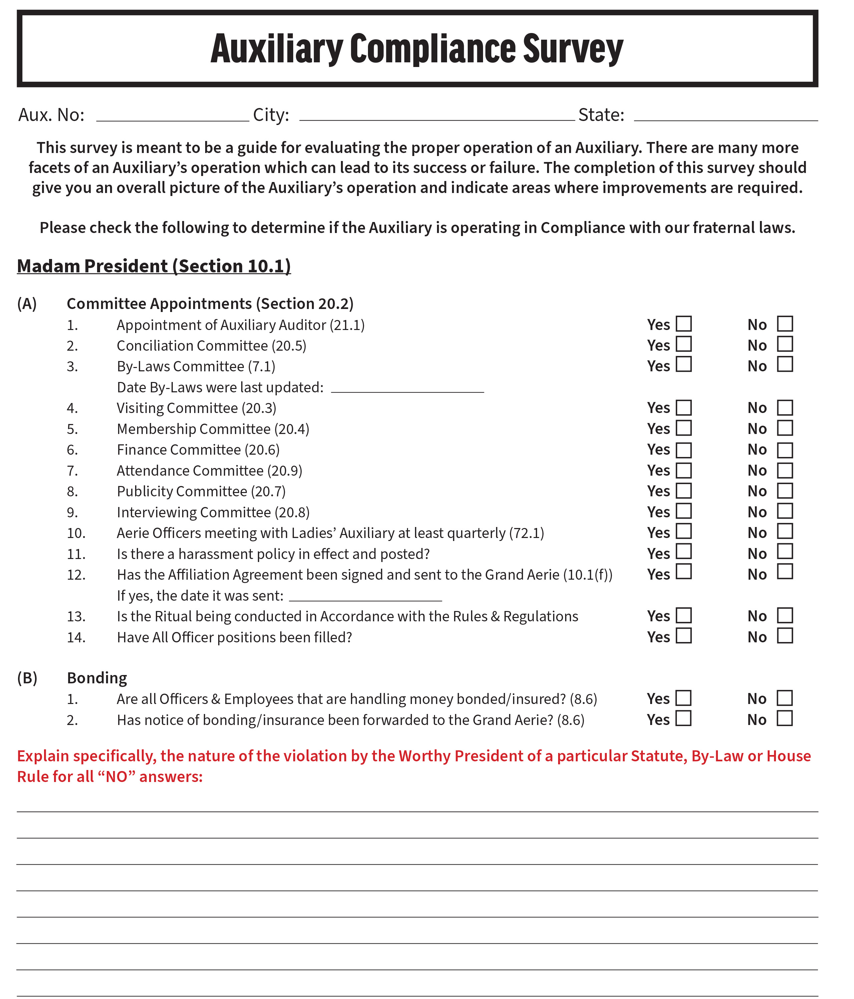 Auxiliary Compliance Survey
Aux. No: City: State:
This survey is meant to be a guide for evaluating the proper operation of an Auxiliary. There are many more
facets of an Auxiliary’s operation which can lead to its success or failure. The completion of this survey should
give you an overall picture of the Auxiliary’s operation and indicate areas where improvements are required.
Please check the following to determine if the Auxiliary is operating in Compliance with our fraternal laws.
Madam President (Section 10.1)
(A) Committee Appointments (Section 20.2)
1. Appointment of Auxiliary Auditor (21.1) Yes No
2. Conciliation Committee (20.5) Yes No
3. By-Laws Committee (7.1) Yes No
Date By-Laws were last updated:
4. Visiting Committee (20.3) Yes No
5. Membership Committee (20.4) Yes No
6. Finance Committee (20.6) Yes No
7. Attendance Committee (20.9) Yes No
8. Publicity Committee (20.7) Yes No
9. Interviewing Committee (20.8) Yes No
10. Aerie Officers meeting with Ladies’ Auxiliary at least quarterly (72.1) Yes No
11. Is there a harassment policy in effect and posted? Yes No
12. Has the Affiliation Agreement been signed and sent to the Grand Aerie (10.1(f)) Yes No
If yes, the date it was sent:
13. Is the Ritual being conducted in Accordance with the Rules & Regulations Yes No
14. Have All Officer positions been filled? Yes No
(B) Bonding
1. Are all Officers & Employees that are handling money bonded/insured? (8.6) Yes No
2. Has notice of bonding/insurance been forwarded to the Grand Aerie? (8.6) Yes No
Explain specifically, the nature of the violation by the Worthy President of a particular Statute, By-Law or House
Rule for all “NO” answers: